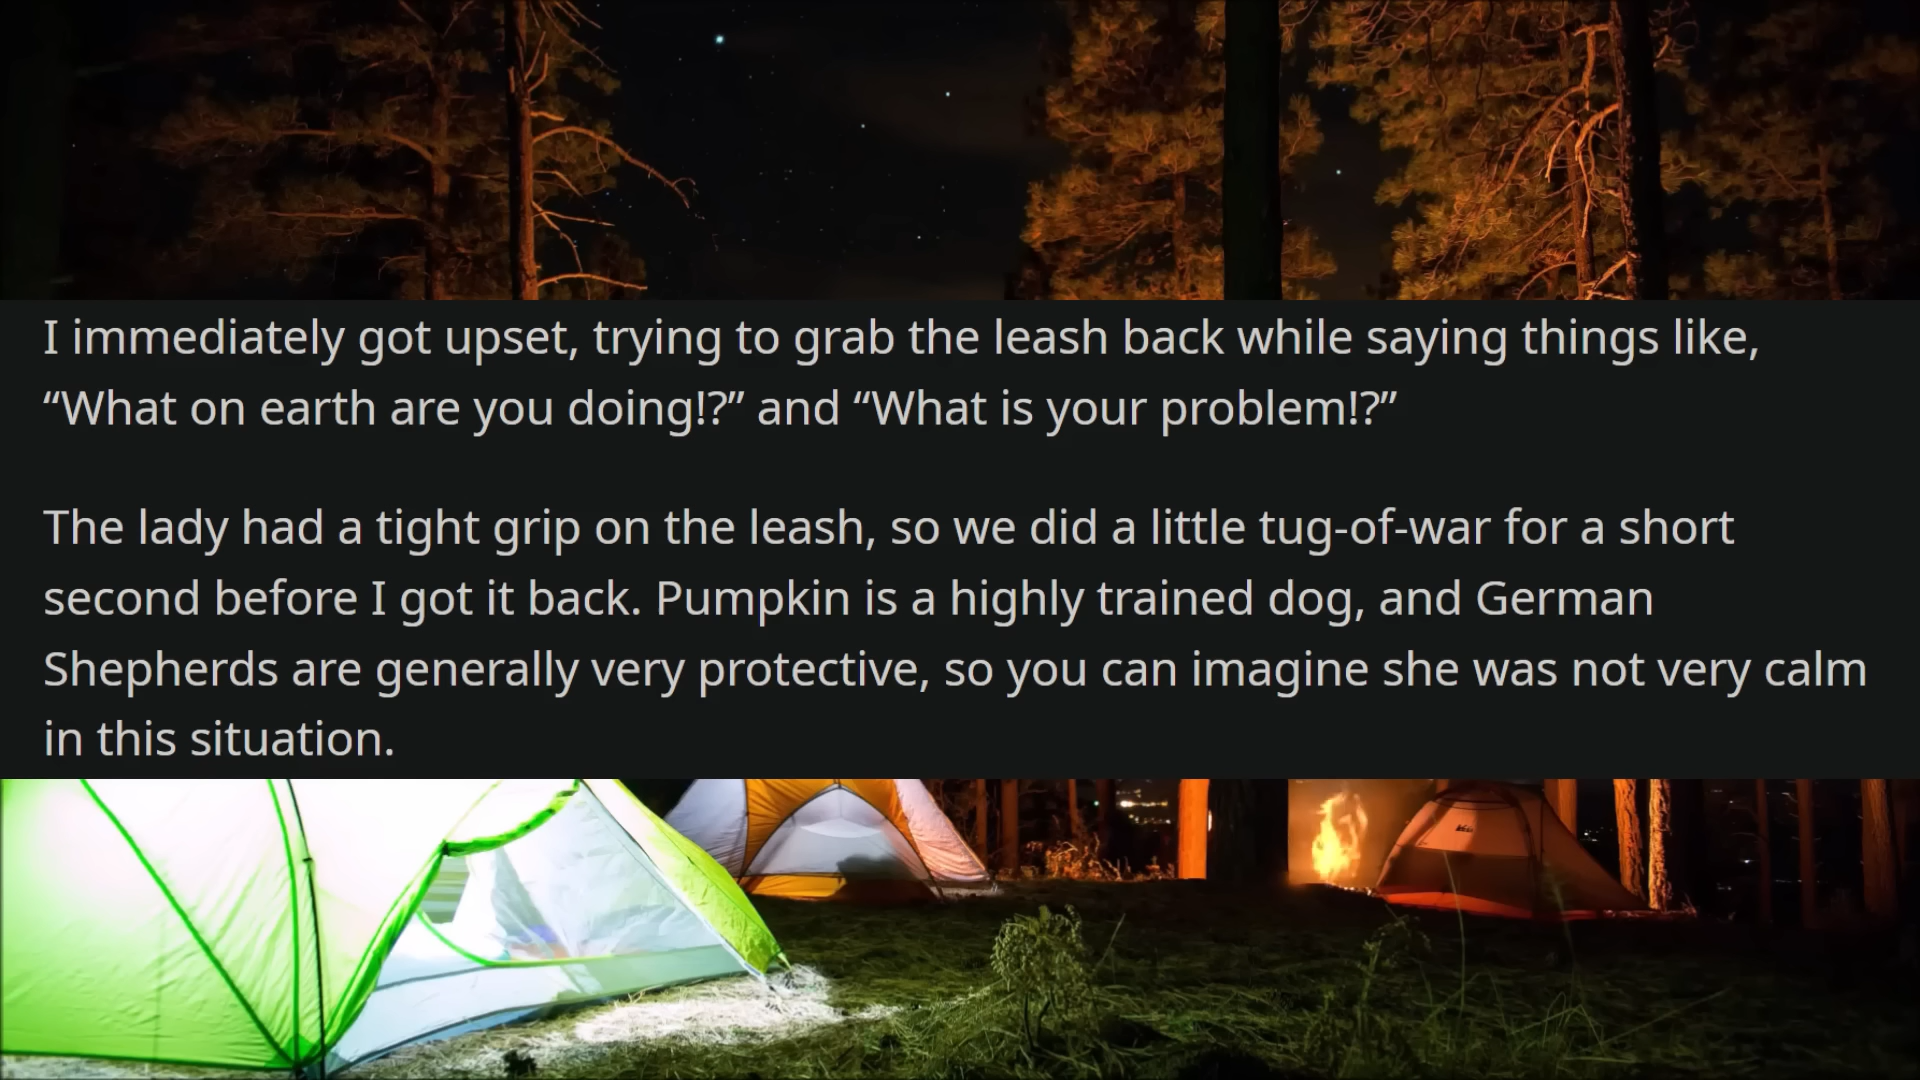 I immediately got upset, trying to grab the leash back while saying things like,
“What on earth are you doing!?” and “What is your problem!?”
The lady had a tight grip on the leash, so we did a little tug-of-war for a short
second before I got it back. Pumpkin is a highly trained dog, and German
Shepherds are generally very protective, so you can imagine she was not very calm
in this situation.